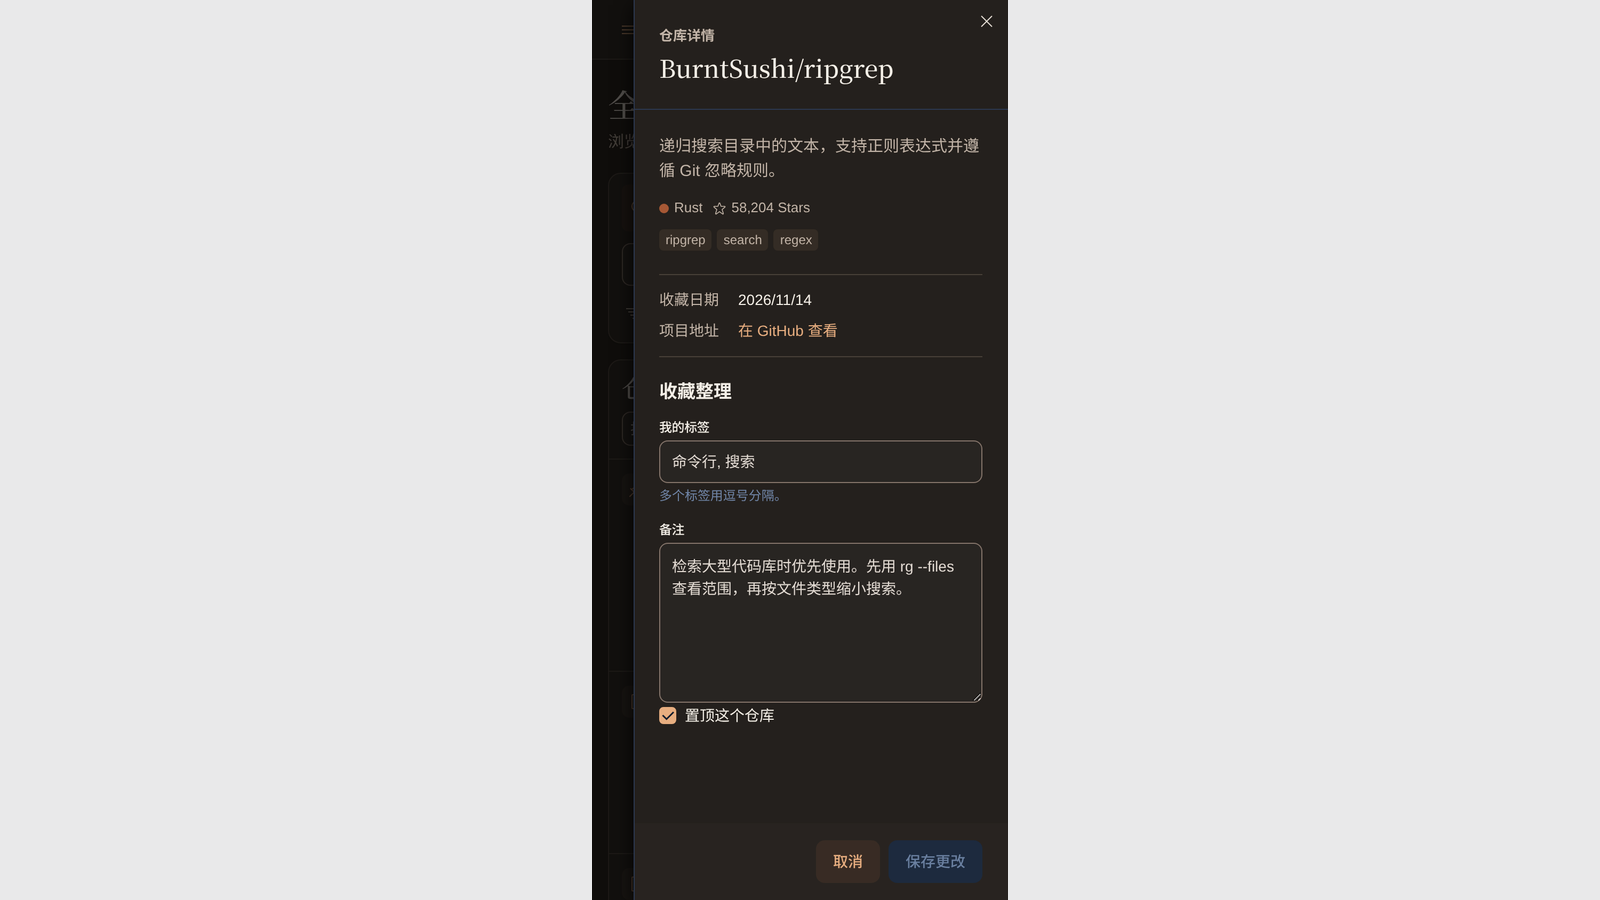 仓库详情
BurntSushi/ripgrep
全
浏览
递归搜索目录中的文本，支持正则表达式并遵
循 Git 忽略规则。
Rust 58,204 Stars
ripgrep search regex
收藏日期 2026/11/14
项目地址 在 GitHub 查看
收藏整理
我的标签
命令行, 搜索
多个标签用逗号分隔。
备注
检索大型代码库时优先使用。先用 rg --files
查看范围，再按文件类型缩小搜索。
置顶这个仓库
取消 保存更改